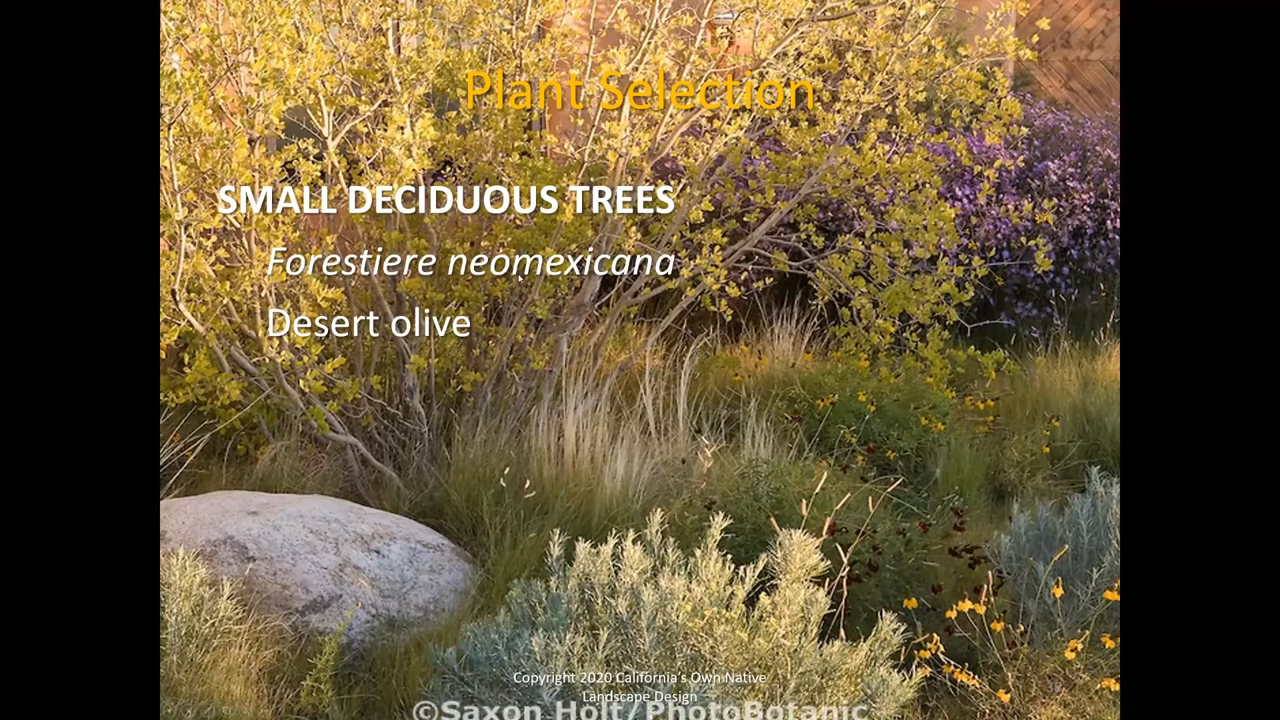 Plant Selection
SMALL DECIDUOUS TREES
Forestiere neomexicana
Desert olive
Copyright 2020 California's Own Native
Landscape Design
©Saxon Holt/PhotoBotanic